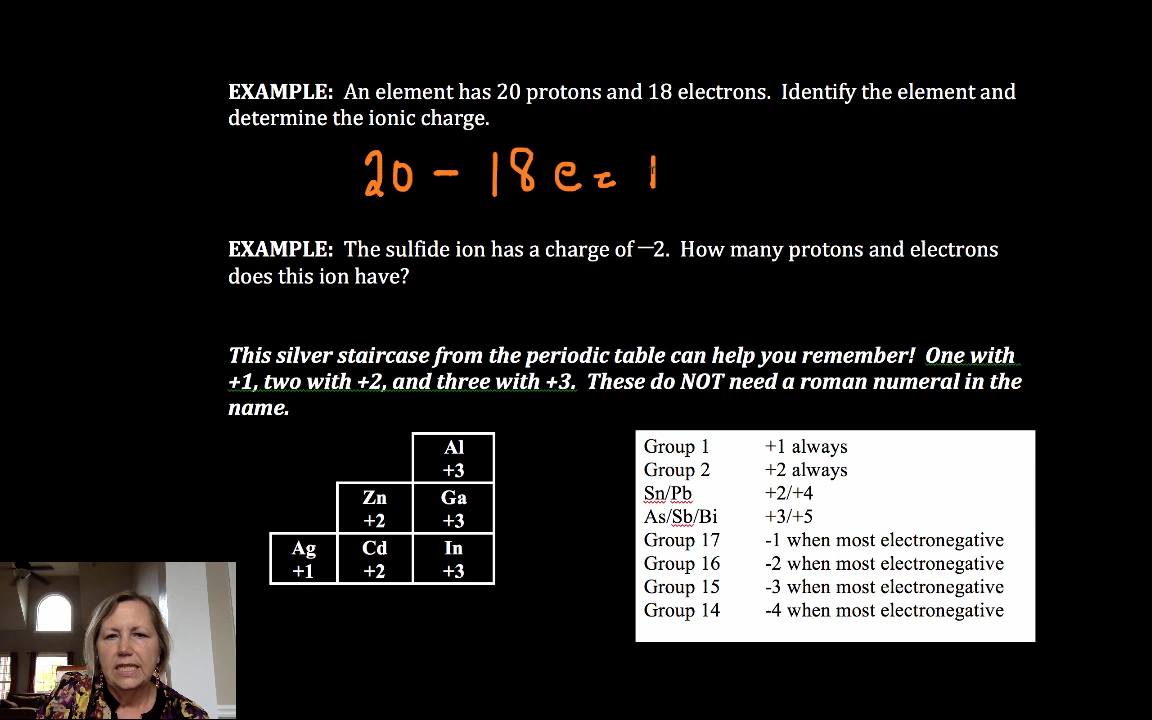 EXAMPLE: An element has 20 protons and 18 electrons. Identify the element and
determine the ionic charge.
20 - 18 e =
EXAMPLE: The sulfide ion has a charge of −2. How many protons and electrons
does this ion have?
This silver staircase from the periodic table can help you remember! One with
+1, two with +2, and three with +3. These do NOT need a roman numeral in the
name.
Al
+3
Zn Ga
+2 +3
Ag Cd In
+1 +2 +3
Group 1 +1 always
Group 2 +2 always
Sn/Pb +2/+4
As/Sb/Bi +3/+5
Group 17 -1 when most electronegative
Group 16 -2 when most electronegative
Group 15 -3 when most electronegative
Group 14 -4 when most electronegative